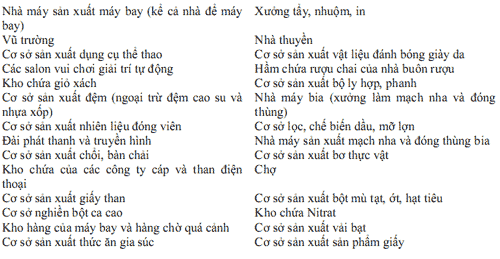 Nhà máy sản xuất máy bay (kể cả nhà để máy
bay)
Vũ trường
Cơ sở sản xuất dụng cụ thể thao
Các salon vui chơi giải trí tự động
Kho chứa giỏ xách
Cơ sở sản xuất đệm (ngoại trừ đệm cao su và
nhựa xốp)
Cơ sở sản xuất nhiên liệu đóng viên
Đài phát thanh và truyền hình
Cơ sở sản xuất chổi, bàn chải
Kho chứa của các công ty cáp và than điện
thoại
Cơ sở sản xuất giấy than
Cơ sở nghiền bột ca cao
Kho hàng của máy bay và hàng chờ quá cảnh
Cơ sở sản xuất thức ăn gia súc
Xưởng tẩy, nhuộm, in
Nhà thuyền
Cơ sở sản xuất vật liệu đánh bóng giày da
Hầm chứa rượu chai của nhà buôn rượu
Cơ sở sản xuất bộ ly hợp, phanh
Nhà máy bia (xưởng làm mạch nha và đóng
thùng)
Cơ sở lọc, chế biến dầu, mỡ lợn
Nhà máy sản xuất mạch nha và đóng thùng bia
Cơ sở sản xuất bơ thực vật
Chợ
Cơ sở sản xuất bột mù tạt, ớt, hạt tiêu
Kho chứa Nitrat
Cơ sở sản xuất vải bạt
Cơ sở sản xuất sản phẩm giấy